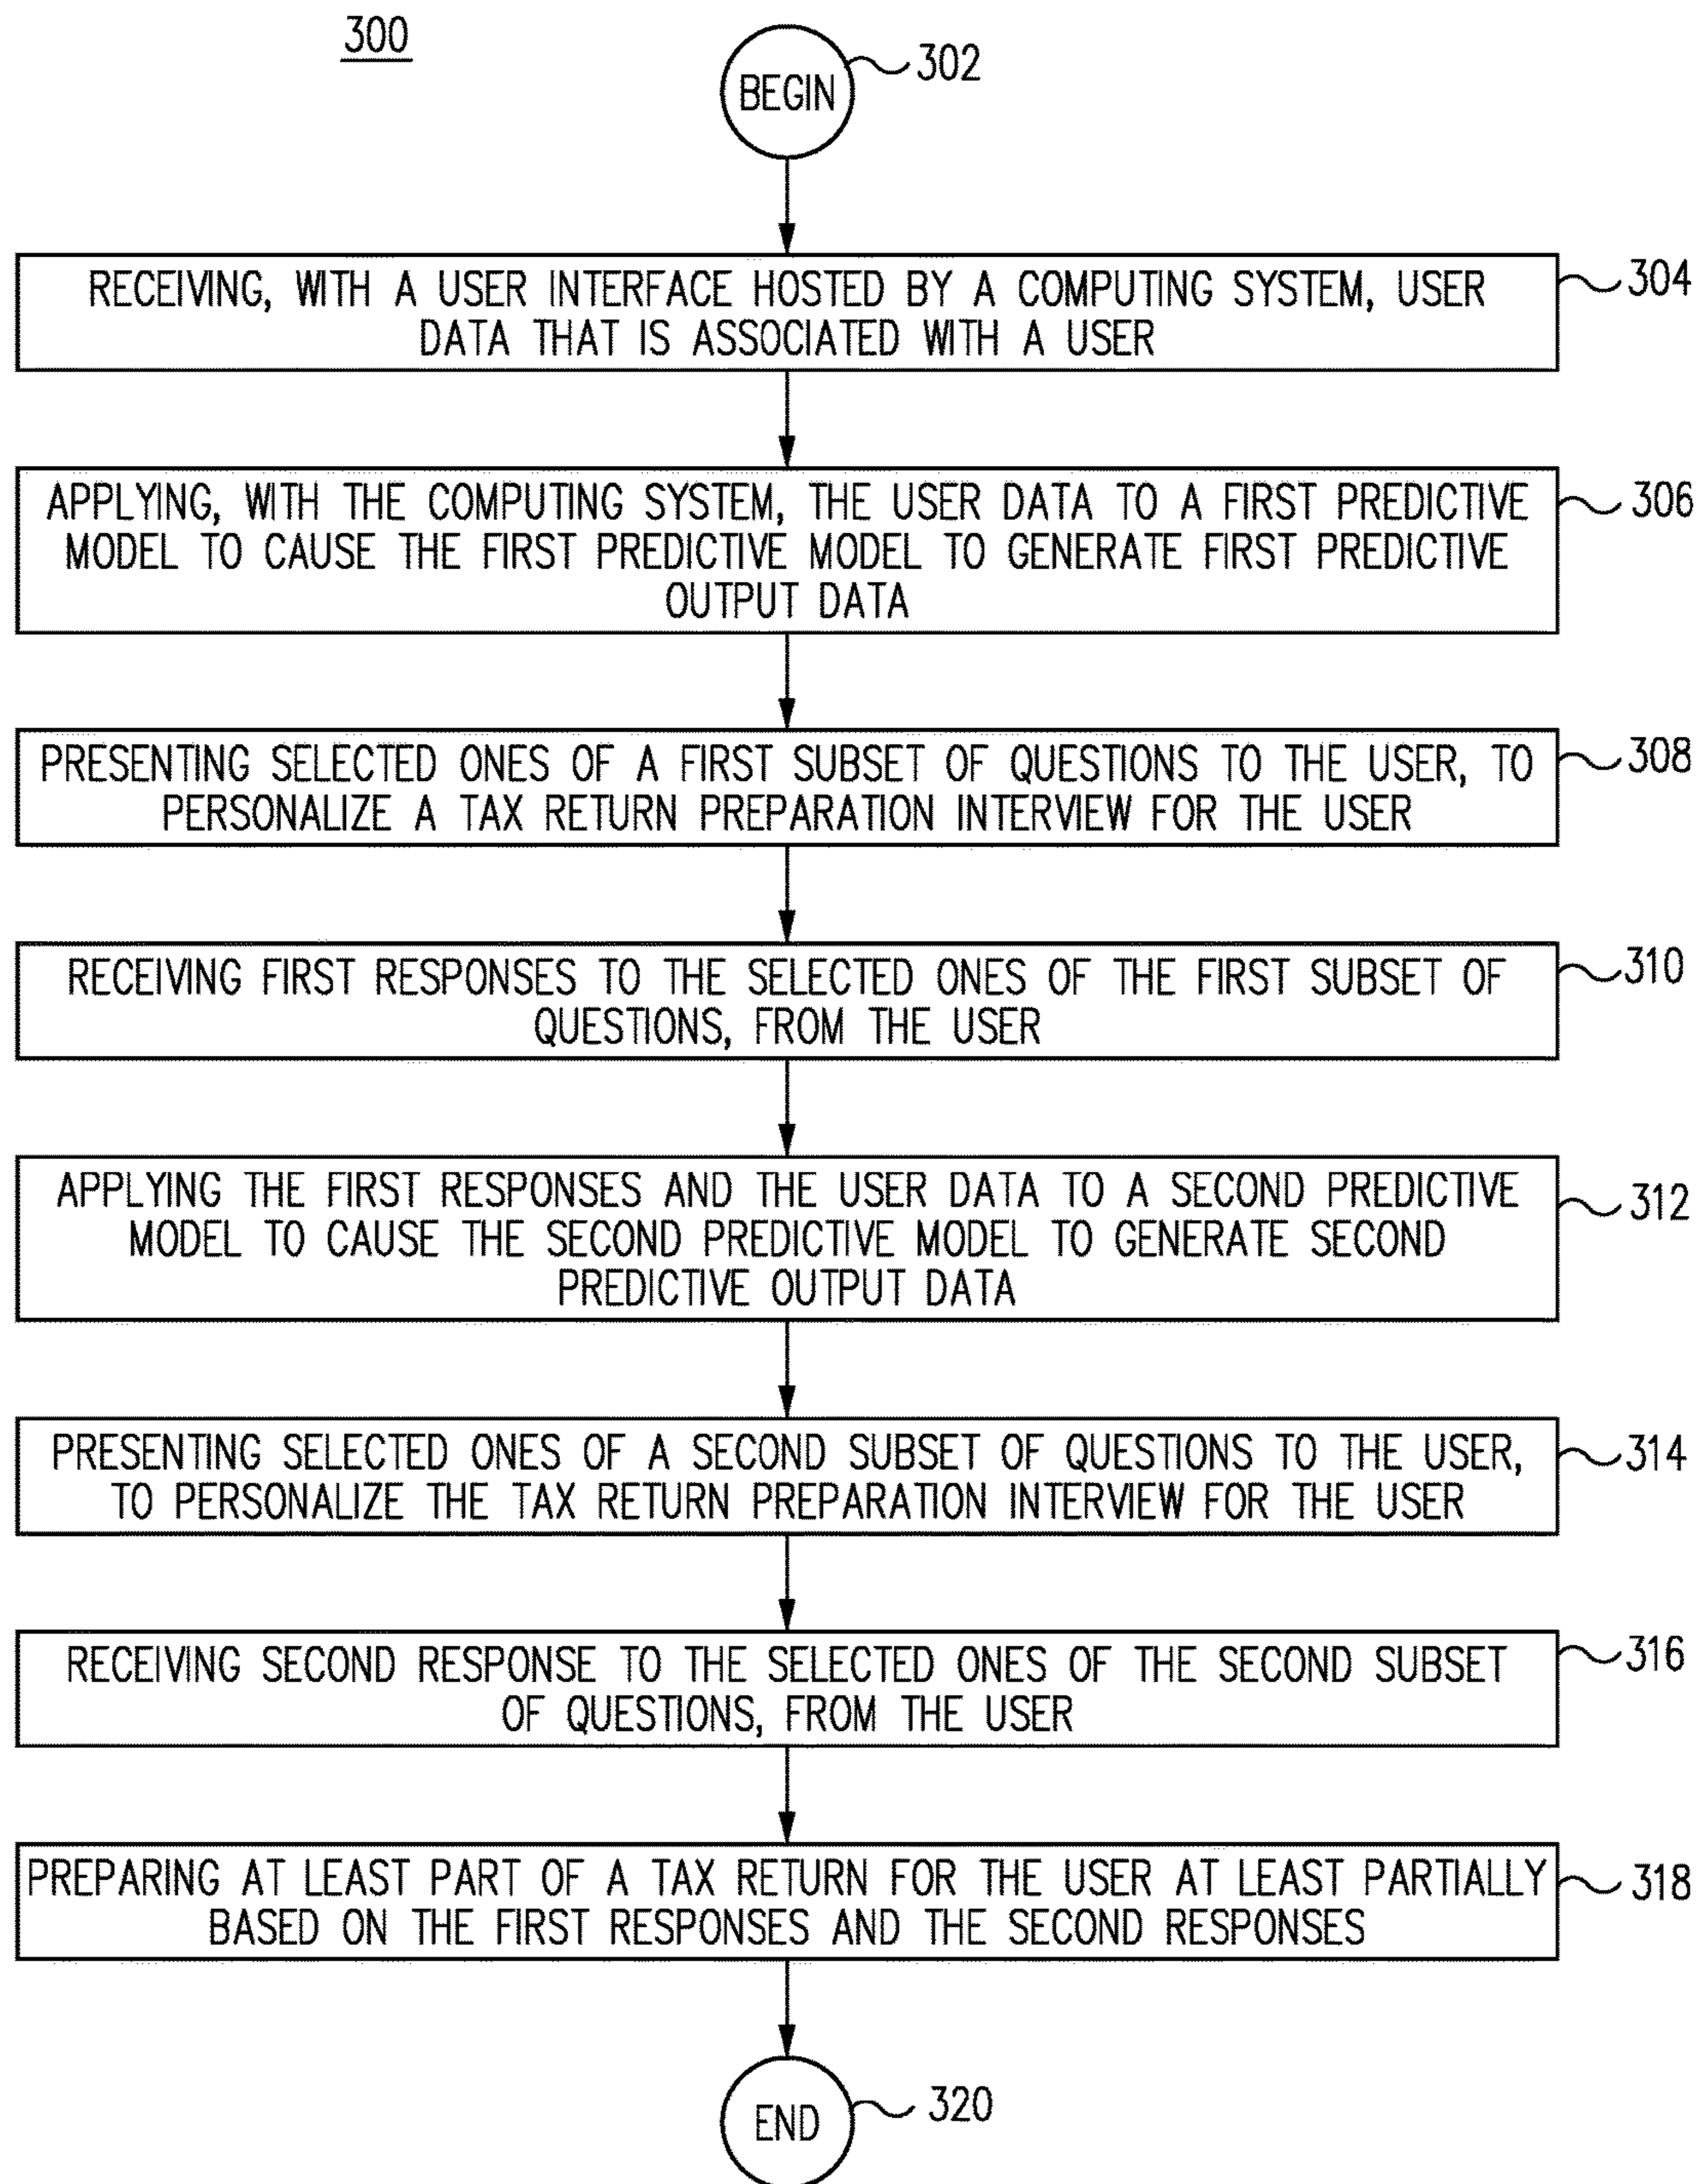 300
BEGIN
302
RECEIVING, WITH A USER INTERFACE HOSTED BY A COMPUTING SYSTEM, USER
DATA THAT IS ASSOCIATED WITH A USER
304
APPLYING, WITH THE COMPUTING SYSTEM, THE USER DATA TO A FIRST PREDICTIVE
MODEL TO CAUSE THE FIRST PREDICTIVE MODEL TO GENERATE FIRST PREDICTIVE
OUTPUT DATA
306
PRESENTING SELECTED ONES OF A FIRST SUBSET OF QUESTIONS TO THE USER, TO
PERSONALIZE A TAX RETURN PREPARATION INTERVIEW FOR THE USER
308
RECEIVING FIRST RESPONSES TO THE SELECTED ONES OF THE FIRST SUBSET OF
QUESTIONS, FROM THE USER
310
APPLYING THE FIRST RESPONSES AND THE USER DATA TO A SECOND PREDICTIVE
MODEL TO CAUSE THE SECOND PREDICTIVE MODEL TO GENERATE SECOND
PREDICTIVE OUTPUT DATA
312
PRESENTING SELECTED ONES OF A SECOND SUBSET OF QUESTIONS TO THE USER,
TO PERSONALIZE THE TAX RETURN PREPARATION INTERVIEW FOR THE USER
314
RECEIVING SECOND RESPONSE TO THE SELECTED ONES OF THE SECOND SUBSET
OF QUESTIONS, FROM THE USER
316
PREPARING AT LEAST PART OF A TAX RETURN FOR THE USER AT LEAST PARTIALLY
BASED ON THE FIRST RESPONSES AND THE SECOND RESPONSES
318
END
320